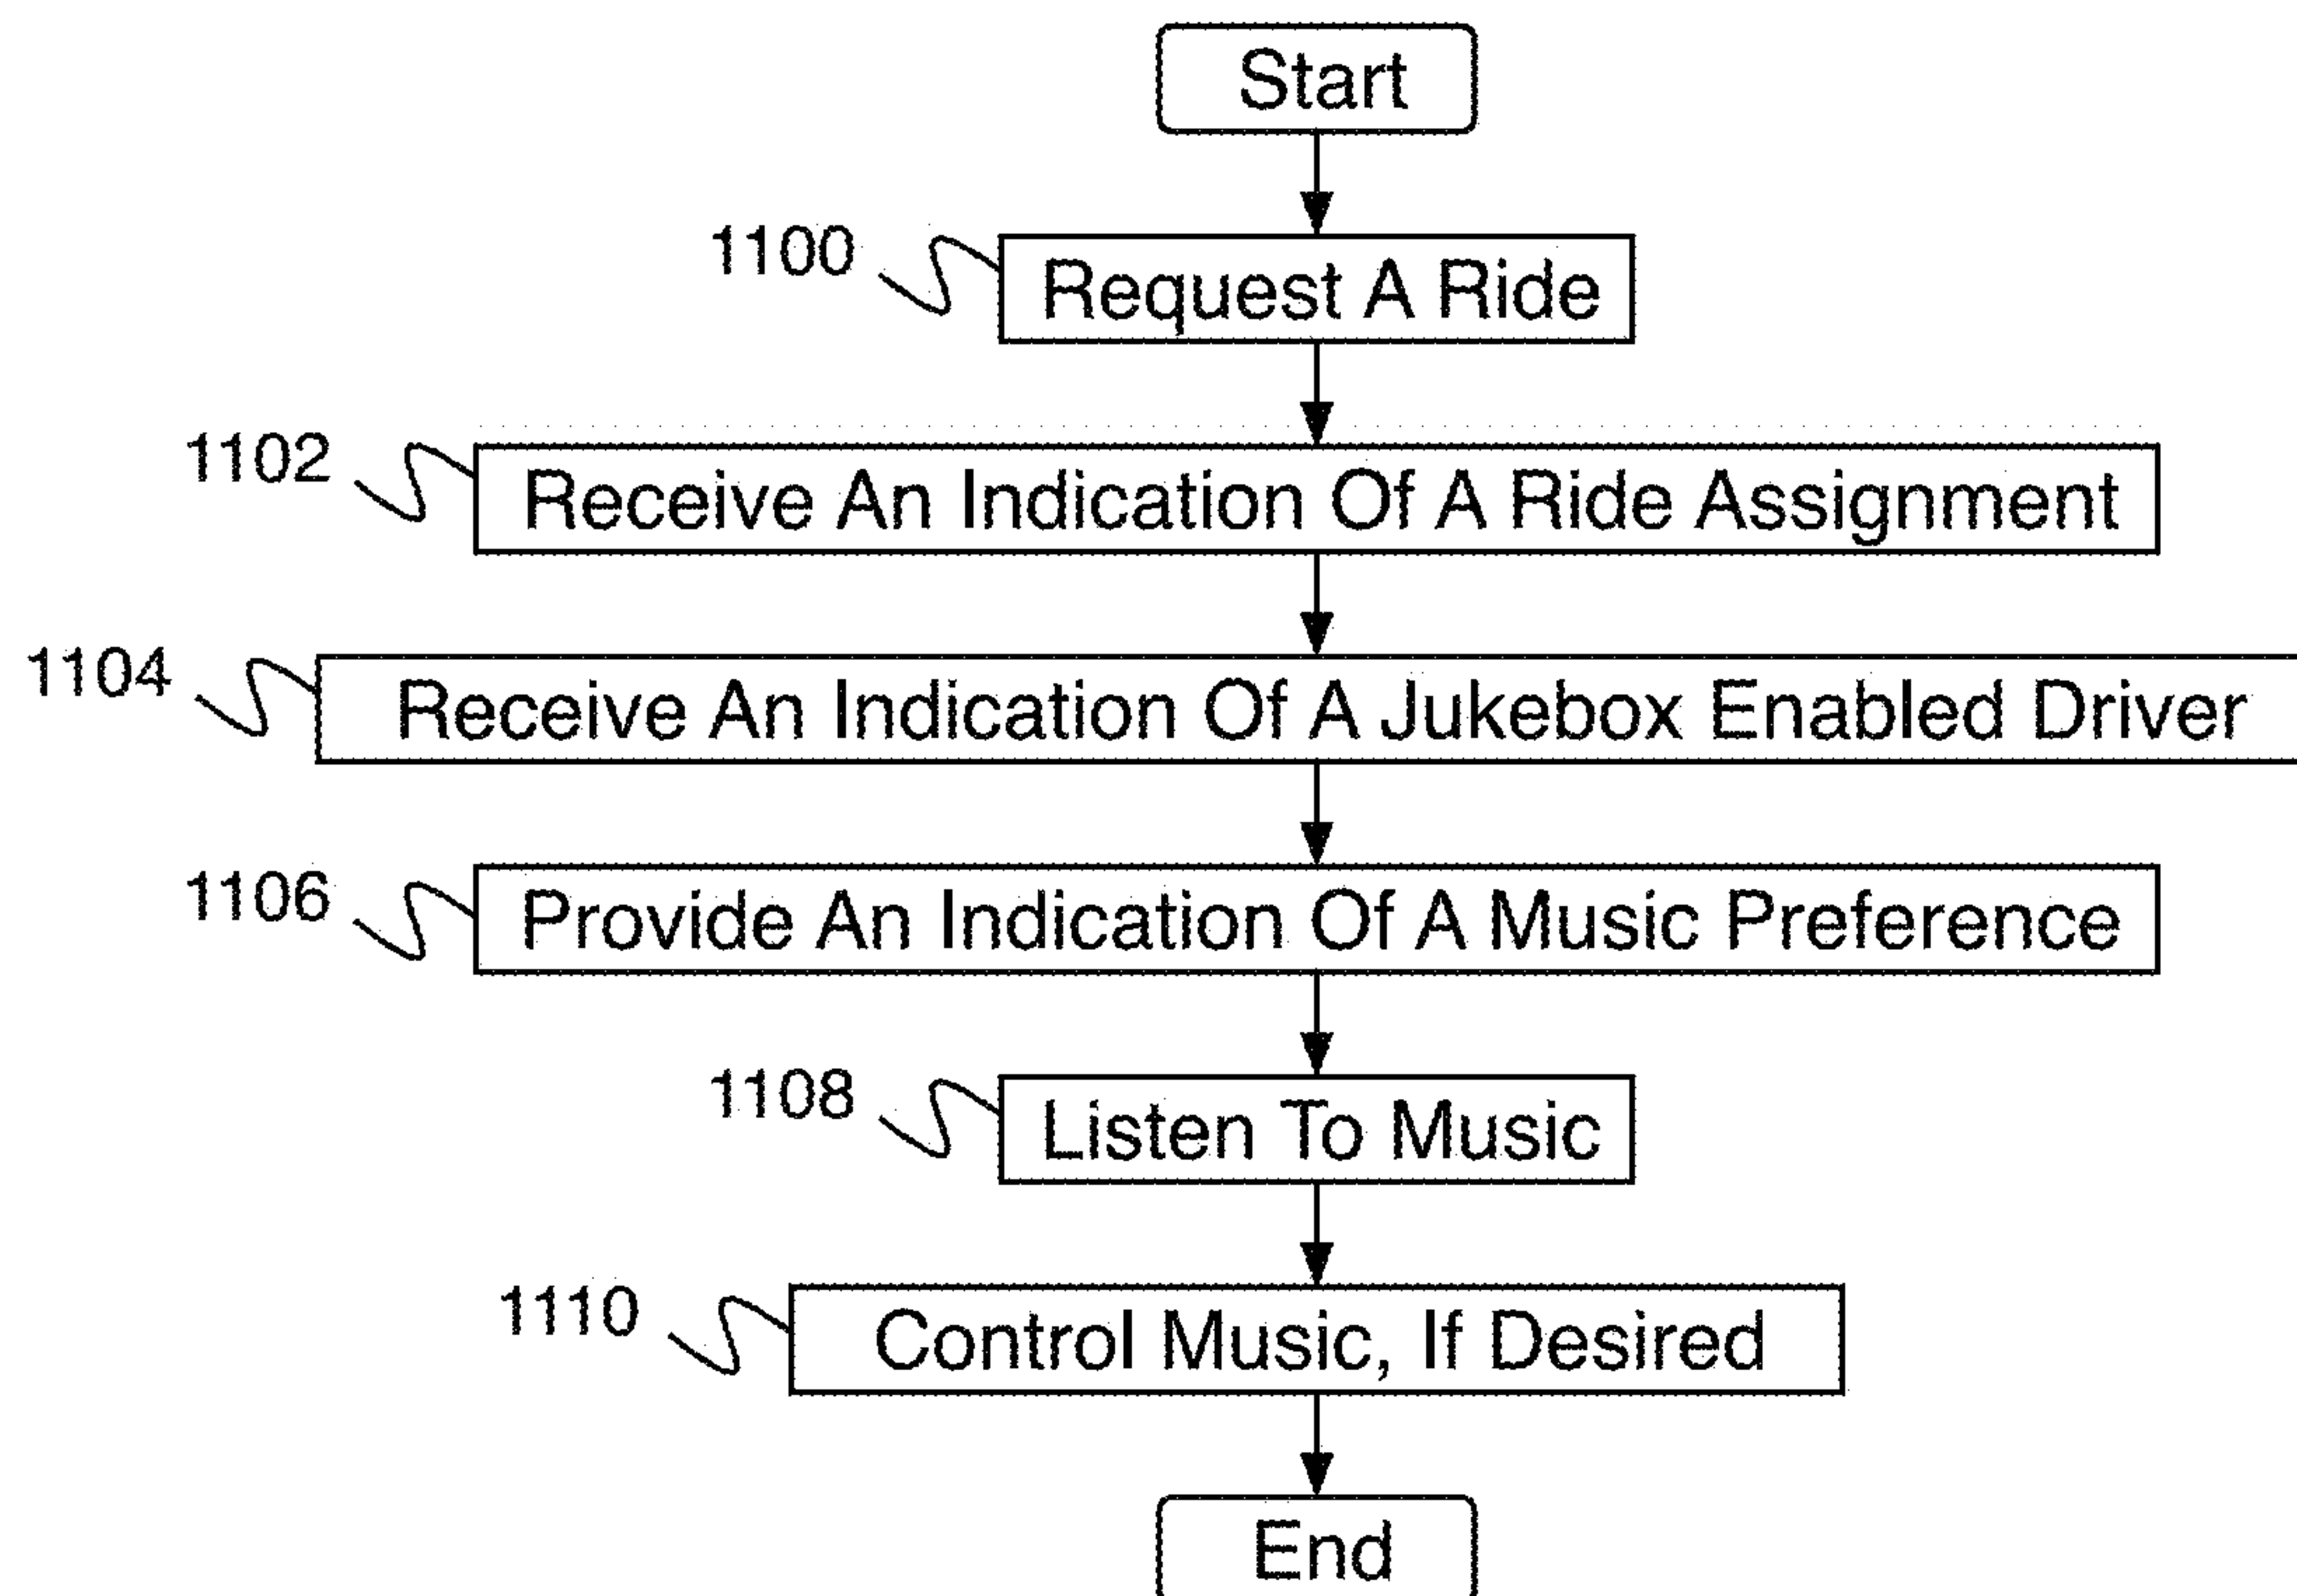 Start
1100
Request A Ride
1102
Receive An Indication Of A Ride Assignment
1104
Receive An Indication Of A Jukebox Enabled Driver
1106
Provide An Indication Of A Music Preference
1108
Listen To Music
1110
Control Music, If Desired
End